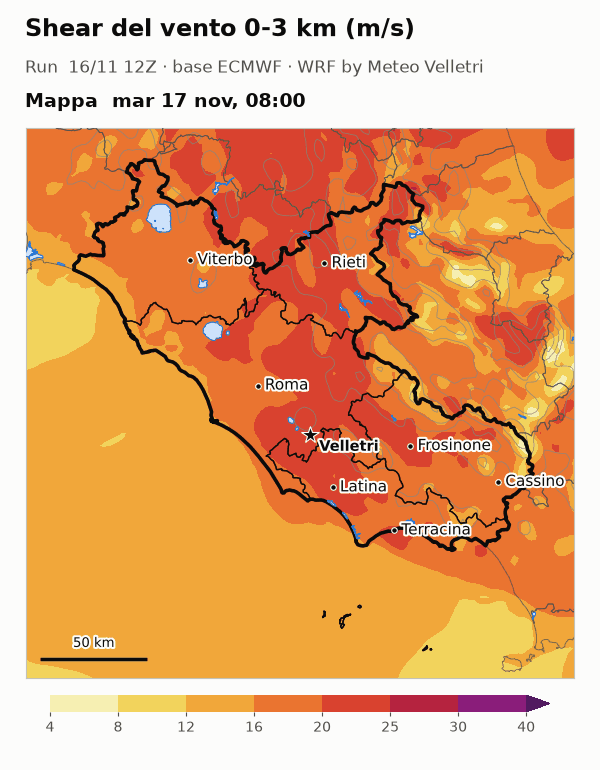 Shear del vento 0-3 km (m/s)
Run  16/11 12Z · base ECMWF · WRF by Meteo Velletri
Mappa  mar 17 nov, 08:00
Viterbo
Rieti
Roma
Velletri
Frosinone
Latina
Cassino
Terracina
50 km
4 8 12 16 20 25 30 40